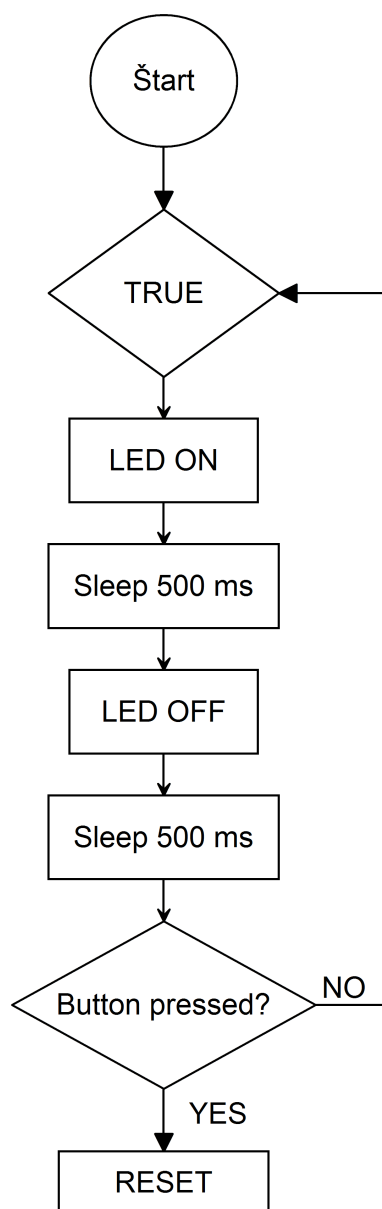 Štart
TRUE
LED ON
Sleep 500 ms
LED OFF
Sleep 500 ms
Button pressed?
NO
YES
RESET